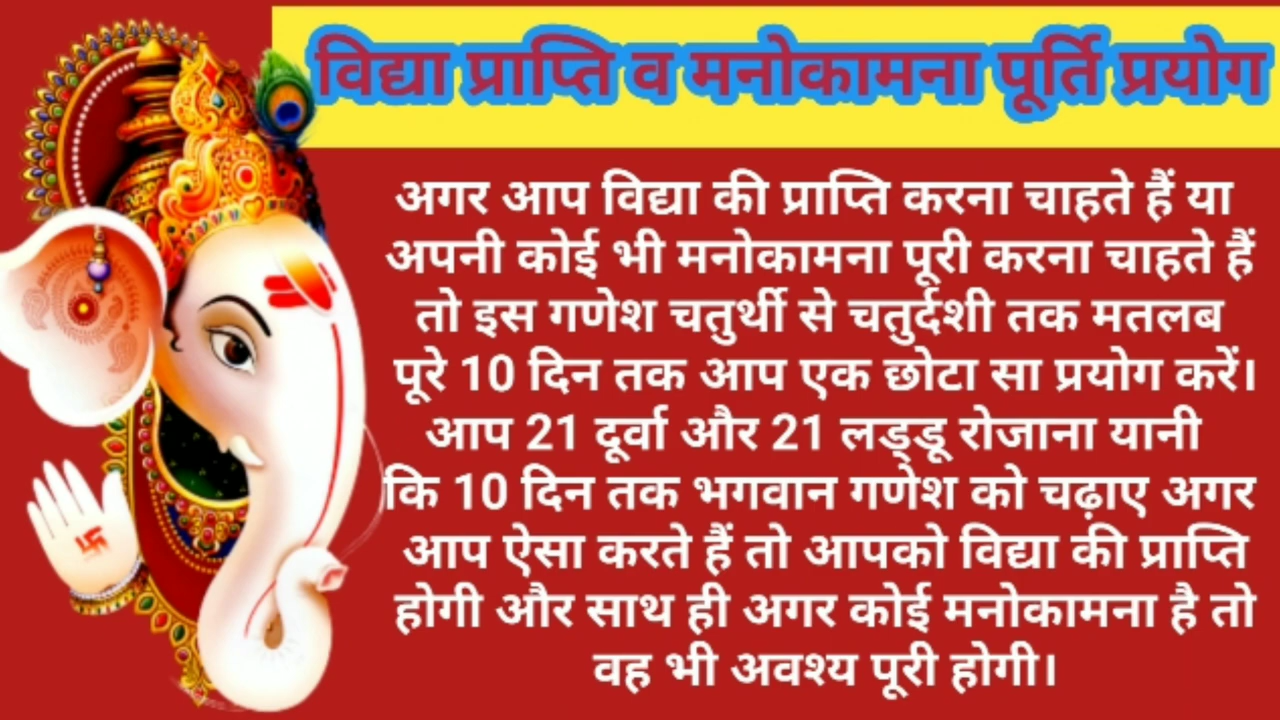 विद्या प्राप्ति व मनोकामना पूर्ति प्रयोग
अगर आप विद्या की प्राप्ति करना चाहते हैं या
अपनी कोई भी मनोकामना पूरी करना चाहते हैं
तो इस गणेश चतुर्थी से चतुर्दशी तक मतलब
पूरे 10 दिन तक आप एक छोटा सा प्रयोग करें।
आप 21 दूर्वा और 21 लड्डू रोजाना यानी
कि 10 दिन तक भगवान गणेश को चढ़ाए अगर
आप ऐसा करते हैं तो आपको विद्या की प्राप्ति
होगी और साथ ही अगर कोई मनोकामना है तो
वह भी अवश्य पूरी होगी।